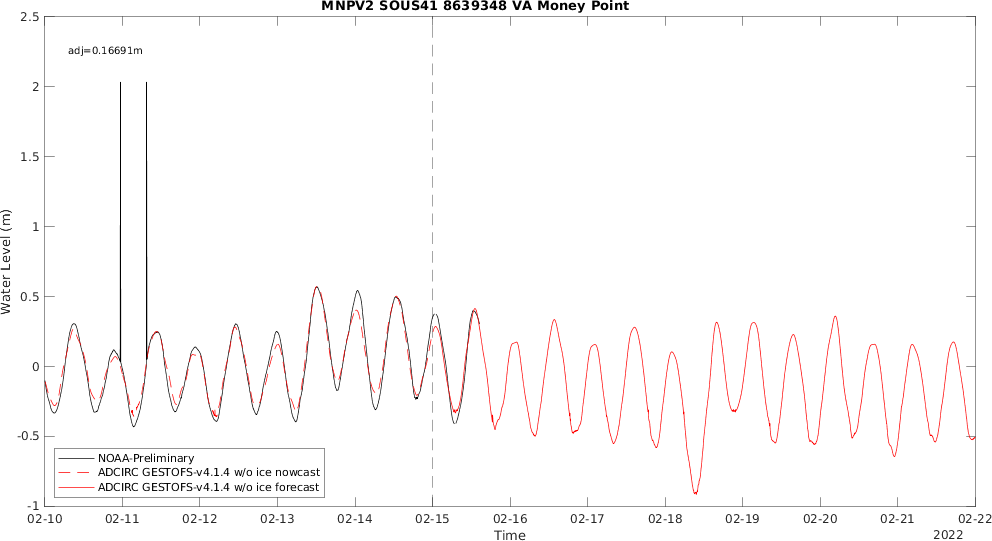 MNPV2 SOUS41 8639348 VA Money Point
adj=0.16691m
2.5
2
1.5
1
0.5
0
-0.5
-1
Water Level (m)
NOAA-Preliminary
ADCIRC GESTOFS-v4.1.4 w/o ice nowcast
ADCIRC GESTOFS-v4.1.4 w/o ice forecast
02-10 02-11 02-12 02-13 02-14 02-15 02-16 02-17 02-18 02-19 02-20 02-21 02-22
Time
2022